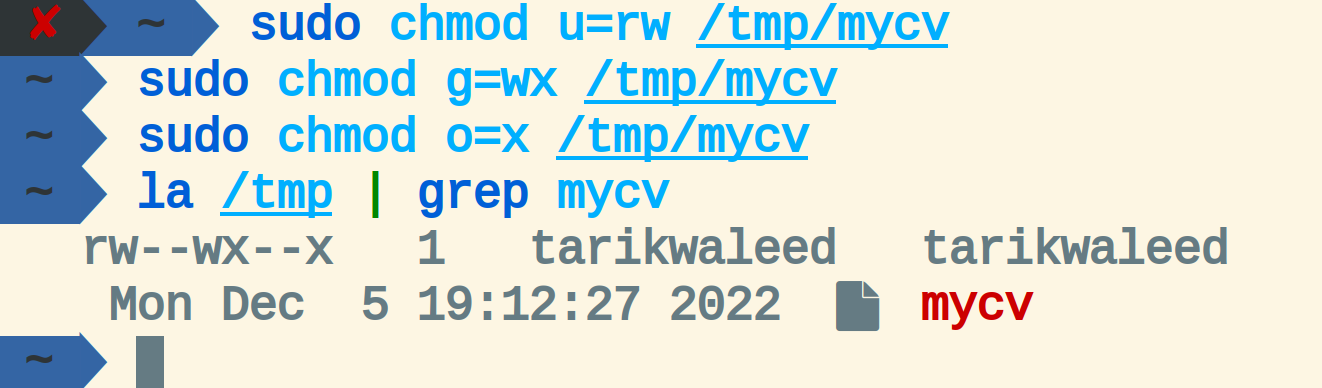 ✘ ~ sudo chmod u=rw /tmp/mycv
~ sudo chmod g=wx /tmp/mycv
~ sudo chmod o=x /tmp/mycv
~ la /tmp | grep mycv
rw--wx--x 1 tarikwaleed tarikwaleed
Mon Dec 5 19:12:27 2022 mycv
~